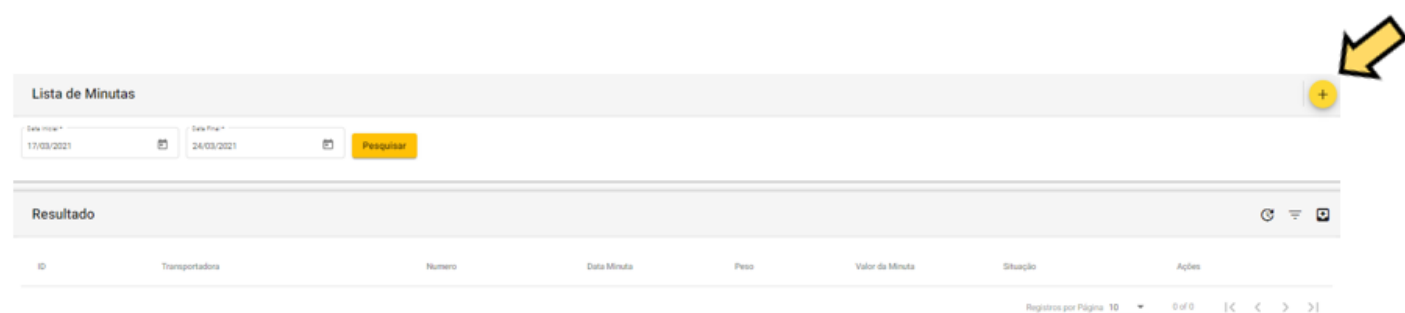 Lista de Minutas
+
Data Inicial *
Data Final *
17/03/2021
24/03/2021
Pesquisar
Resultado
ID Transportadora Numero Data Minuta Peso Valor da Minuta Situação Ações
Registros por Página 10 0 of 0